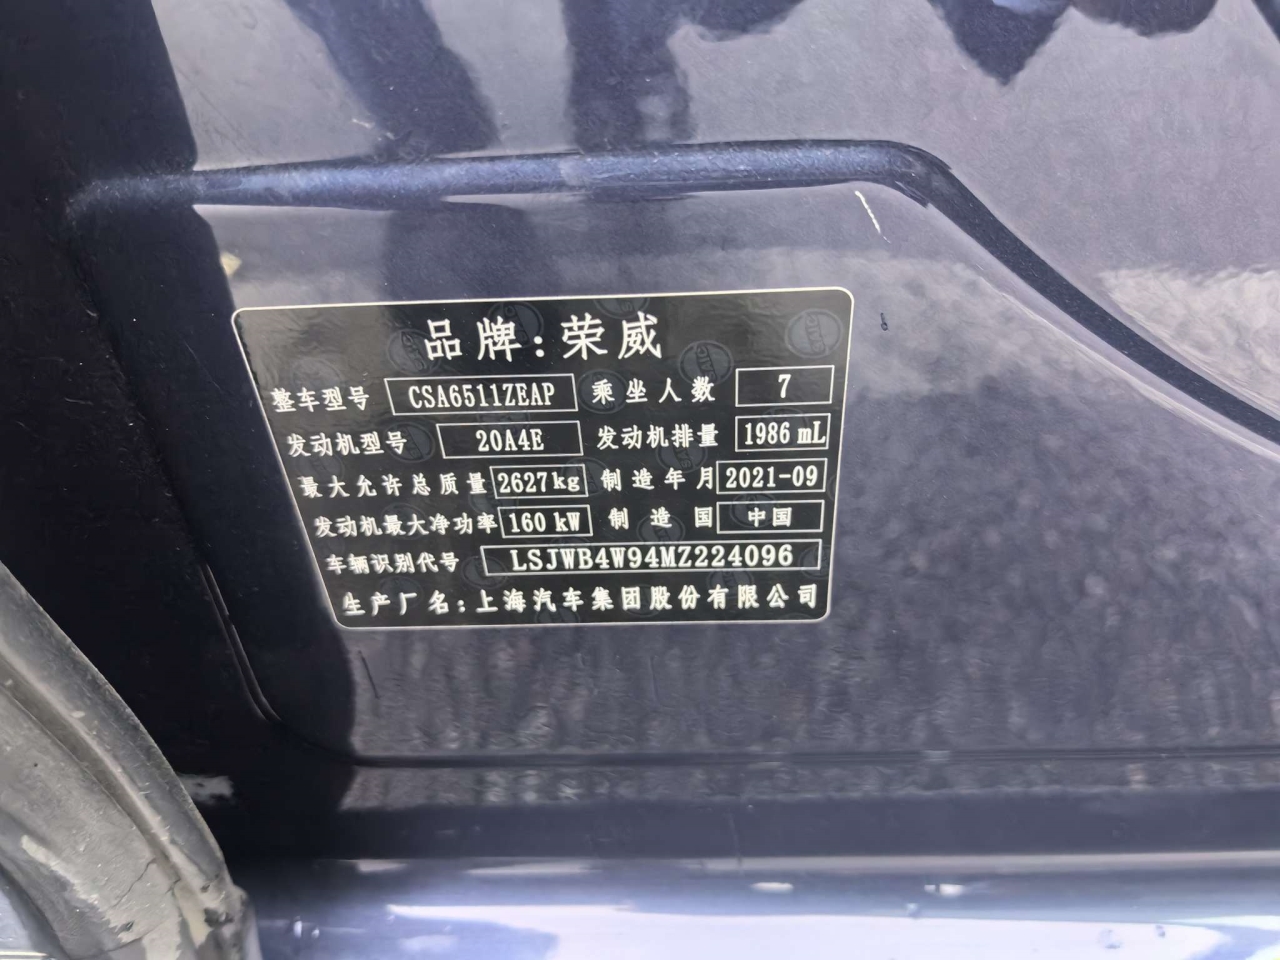 品牌:荣威
整车型号 CSA6511ZEAP 乘坐人数 7
发动机型号 20A4E 发动机排量 1986 mL
最大允许总质量 2627kg 制造年月 2021-09
发动机最大净功率 160 kW 制造国 中国
车辆识别代号 LSJWB4W94MZ224096
生产厂名:上海汽车集团股份有限公司